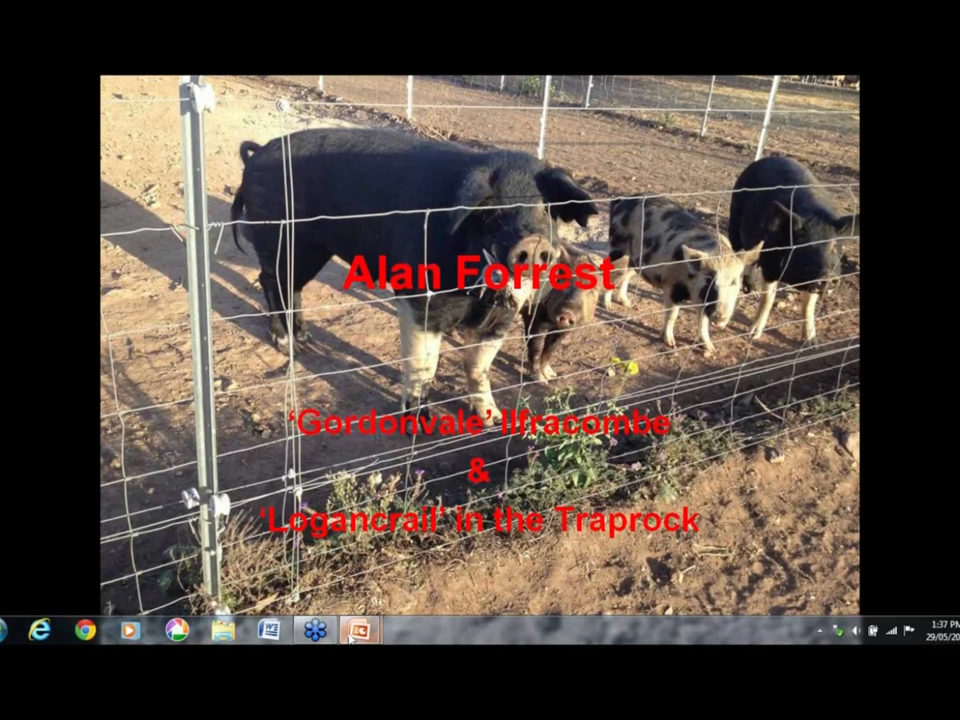 Alan Forrest
‘Gordonvale’ Ilfracombe
&
‘Logancrail’ in the Traprock
1:37 PM
29/05/20